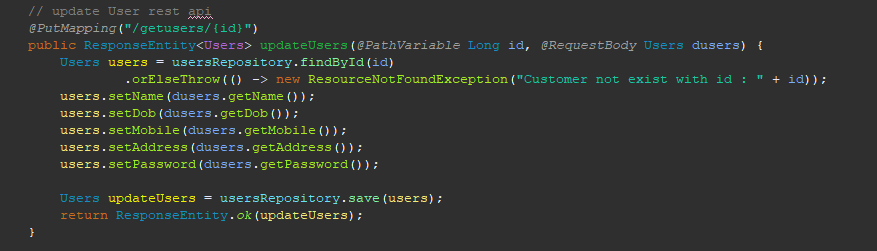 // update User rest api
@PutMapping("/getusers/{id}")
public ResponseEntity<Users> updateUsers(@PathVariable Long id, @RequestBody Users dusers) {
Users users = usersRepository.findById(id)
.orElseThrow(() -> new ResourceNotFoundException("Customer not exist with id : " + id));
users.setName(dusers.getName());
users.setDob(dusers.getDob());
users.setMobile(dusers.getMobile());
users.setAddress(dusers.getAddress());
users.setPassword(dusers.getPassword());
Users updateUsers = usersRepository.save(users);
return ResponseEntity.ok(updateUsers);
}